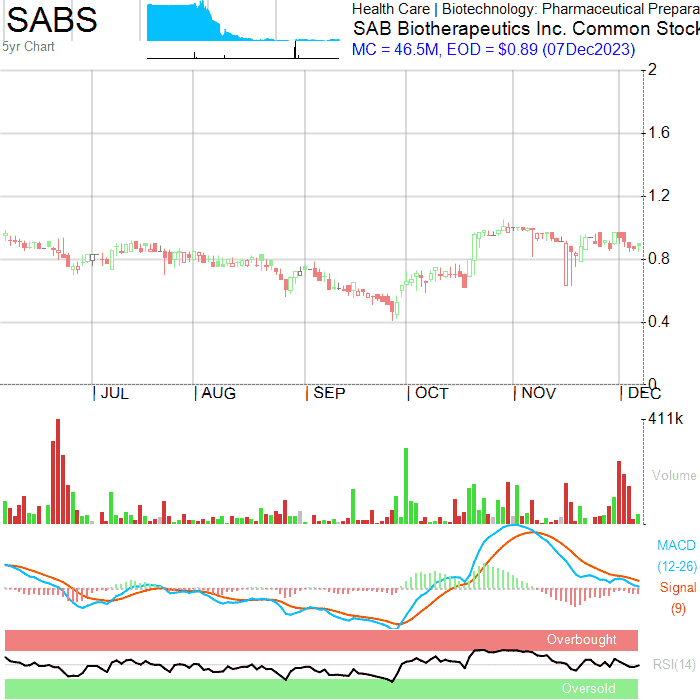 SABS
5yr Chart
Health Care | Biotechnology: Pharmaceutical Prepara
SAB Biotherapeutics Inc. Common Stock
MC = 46.5M, EOD = $0.89 (07Dec2023)
2
1.6
1.2
0.8
0.4
0
JUL AUG SEP OCT NOV DEC
411k
Volume
MACD
(12-26)
Signal
(9)
Overbought
RSI(14)
Oversold